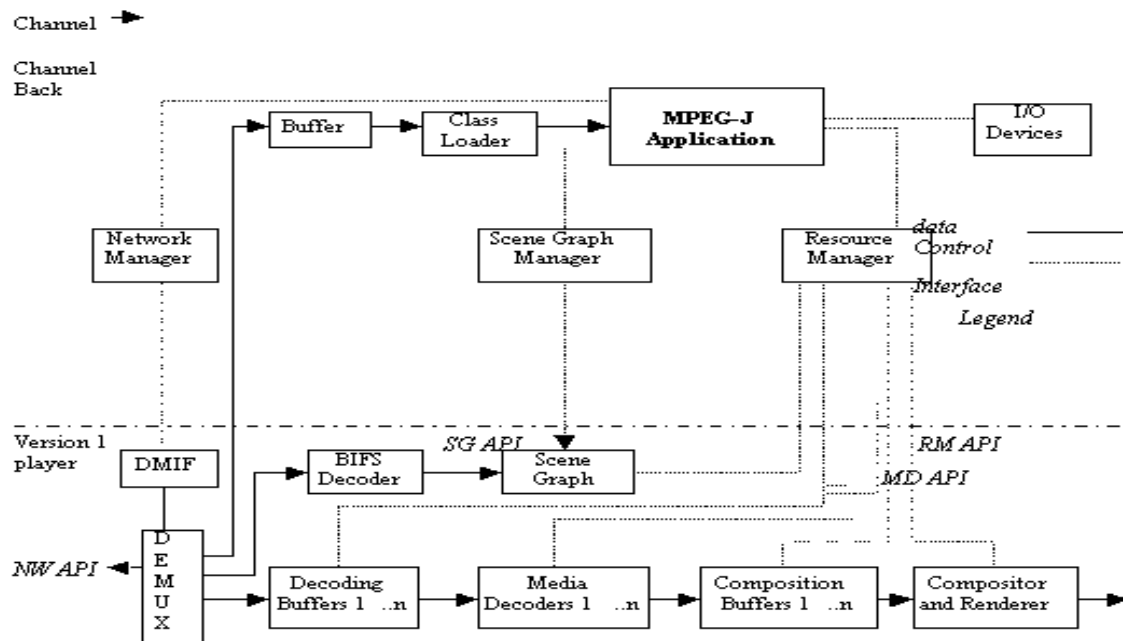 Channel
Channel
Back
Buffer
Class
Loader
MPEG-J
Application
I/O
Devices
Network
Manager
Scene Graph
Manager
Resource
Manager
data
Control
Interface
Legend
Version 1
player
SG API
RM API
DMIF
BIFS
Decoder
Scene
Graph
MD API
NW API
D
E
M
U
X
Decoding
Buffers 1 ..n
Media
Decoders 1 ..n
Composition
Buffers 1 ..n
Compositor
and Renderer